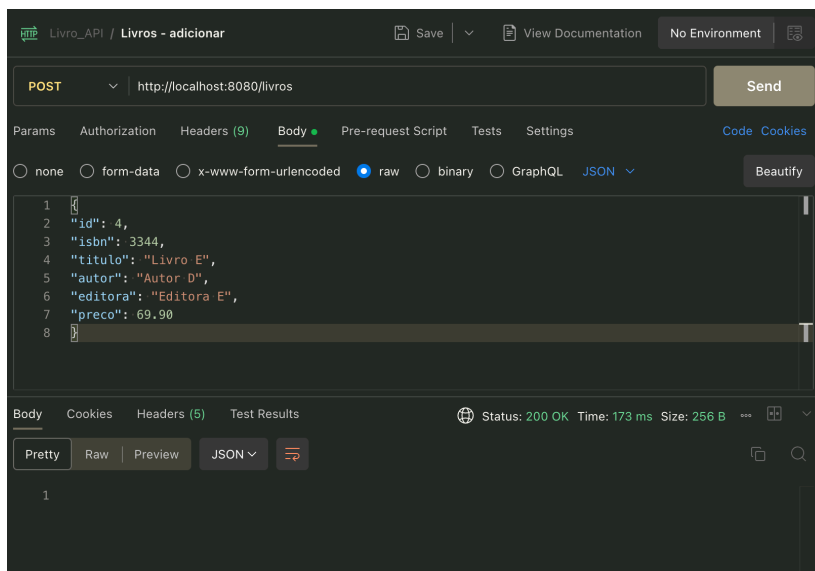 HTTP Livro_API / Livros - adicionar Save View Documentation No Environment
POST http://localhost:8080/livros Send
Params Authorization Headers (9) Body Pre-request Script Tests Settings Code Cookies
none form-data x-www-form-urlencoded raw binary GraphQL JSON Beautify
1 {
2 "id": 4,
3 "isbn": 3344,
4 "titulo": "Livro E",
5 "autor": "Autor D",
6 "editora": "Editora E",
7 "preco": 69.90
8 }
Body Cookies Headers (5) Test Results Status: 200 OK Time: 173 ms Size: 256 B
Pretty Raw Preview JSON
1